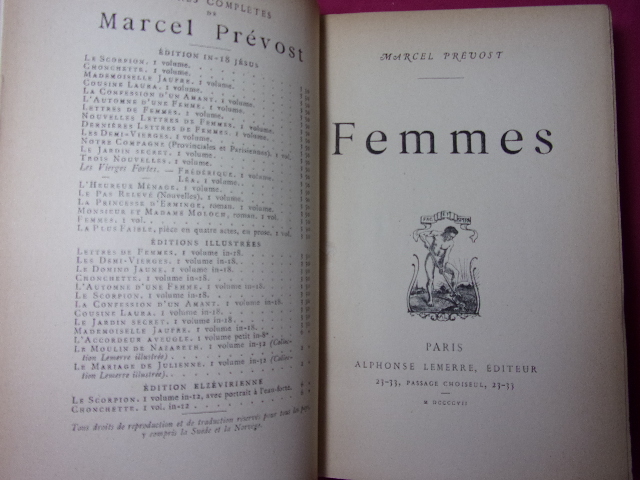 COMPLÈTES
DE
Marcel Prévost
ÉDITION IN-18 JÉSUS
LE SCORPION. 1 volume.
CHONCHETTE. 1 volume.
MADEMOISELLE JAUFRE. 1 volume.
COUSINE LAURA. 1 volume.
LA CONFESSION D'UN AMANT. 1 volume.
L'AUTOMNE D'UNE FEMME. 1 volume.
LETTRES DE FEMMES. 1 volume.
NOUVELLES LETTRES DE FEMMES. 1 volume.
DERNIÈRES LETTRES DE FEMMES. 1 volume.
LES DEMI-VIERGES. 1 volume.
NOTRE COMPAGNE (Provinciales et Parisiennes). 1 vol.
LE JARDIN SECRET. 1 volume.
TROIS NOUVELLES. 1 volume.
Les Vierges Fortes. — FRÉDÉRIQUE. 1 volume.
— — LÉA. 1 volume.
L'HEUREUX MÉNAGE. 1 volume.
LE PAS RELEVÉ (Nouvelles). 1 volume.
LA PRINCESSE D'ERMINGE, roman. 1 volume.
MONSIEUR ET MADAME MOLOCH, roman. 1 vol.
FEMMES. 1 vol.
LA PLUS FAIBLE, pièce en quatre actes, en prose. 1 vol.
ÉDITIONS ILLUSTRÉES
LETTRES DE FEMMES. 1 volume in-18.
LES DEMI-VIERGES. 1 volume in-18.
LE DOMINO JAUNE. 1 volume in-18.
CHONCHETTE. 1 volume in-18.
L'AUTOMNE D'UNE FEMME. 1 volume in-18.
LE SCORPION. 1 volume in-18.
LA CONFESSION D'UN AMANT. 1 volume in-18.
COUSINE LAURA. 1 volume in-18.
LE JARDIN SECRET. 1 volume in-18.
MADEMOISELLE JAUFRE. 1 volume in-18.
L'ACCORDEUR AVEUGLE. 1 volume petit in-8°.
LE MOULIN DE NAZARETH. 1 volume in-12 (Collection Lemerre illustrée).
LE MARIAGE DE JULIENNE. 1 volume in-12 (Collection Lemerre illustrée).
ÉDITION ELZÉVIRIENNE
LE SCORPION. 1 volume in-12, avec portrait à l'eau-forte.
CHONCHETTE. 1 vol. in-12
Tous droits de reproduction et de traduction réservés pour tous les pays,
y compris la Suède et la Norvège.
MARCEL PRÉVOST
Femmes
PARIS
ALPHONSE LEMERRE, ÉDITEUR
23-33, PASSAGE CHOISEUL, 23-33
M DCCCCVII